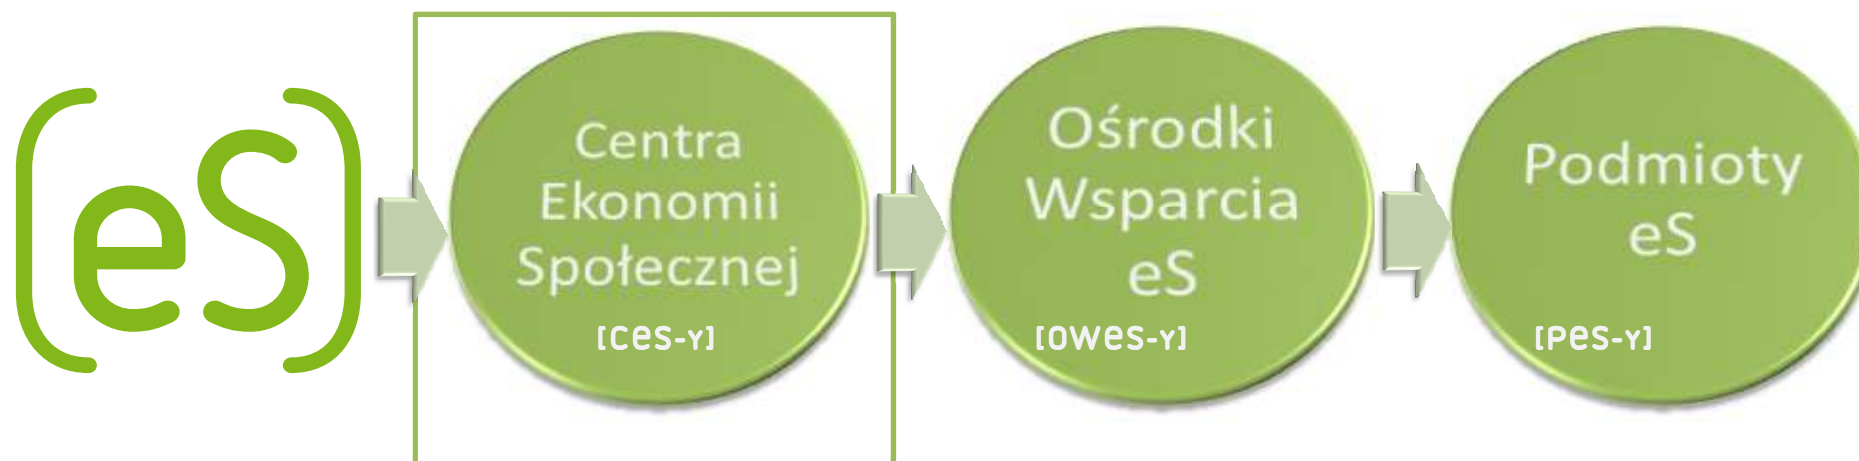 (eS)
Centra
Ekonomii
Społecznej
[ces-y]
Ośrodki
Wsparcia
eS
[owes-y]
Podmioty
eS
[pes-y]